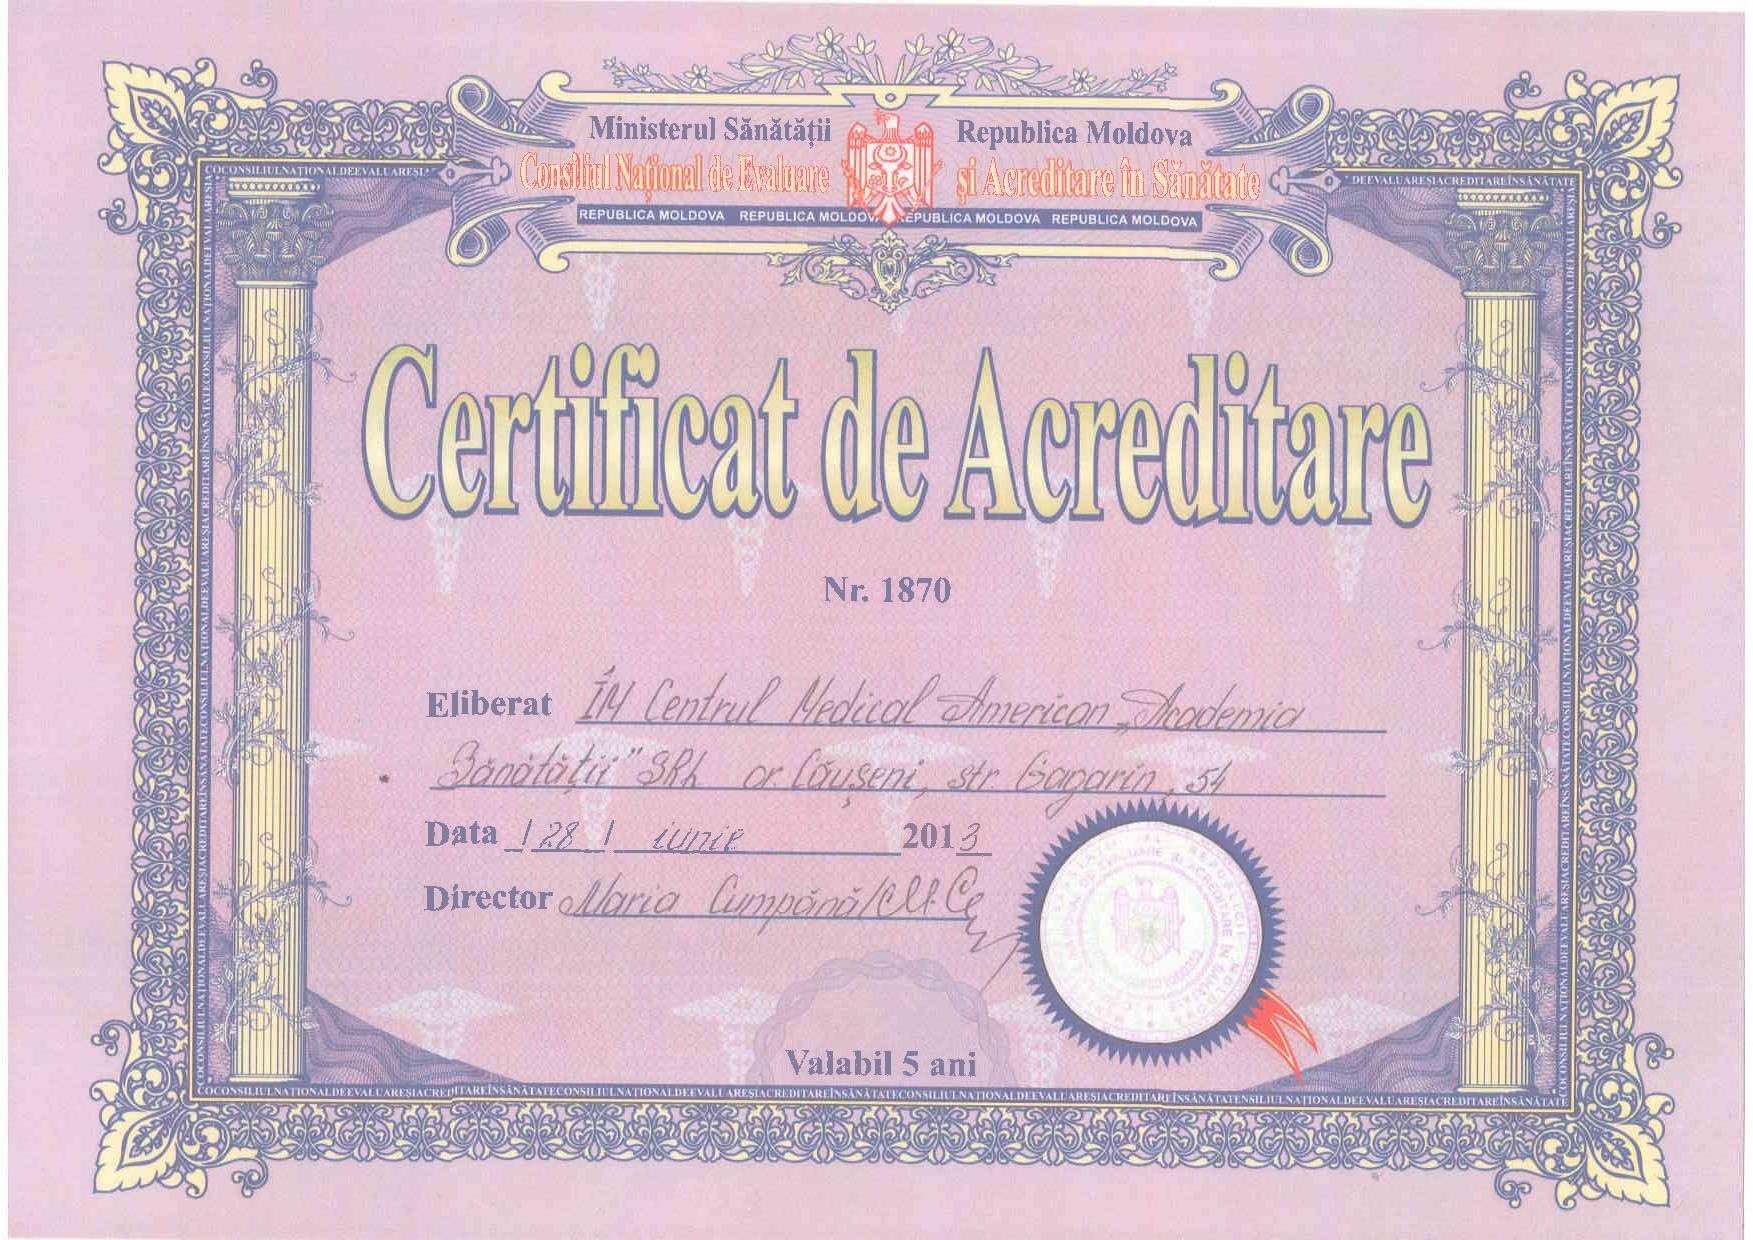 Ministerul Sănătății Republica Moldova
Consiliul Național de Evaluare și Acreditare în Sănătate
REPUBLICA MOLDOVA REPUBLICA MOLDOVA REPUBLICA MOLDOVA REPUBLICA MOLDOVA
Certificat de Acreditare
Nr. 1870
Eliberat ÎM Centrul Medical American „Academia
Sănătății" SRL or. Căușeni, str. Gagarin, 54
Data / 28 / iunie 2013
Director Maria Cumpănă/
Valabil 5 ani